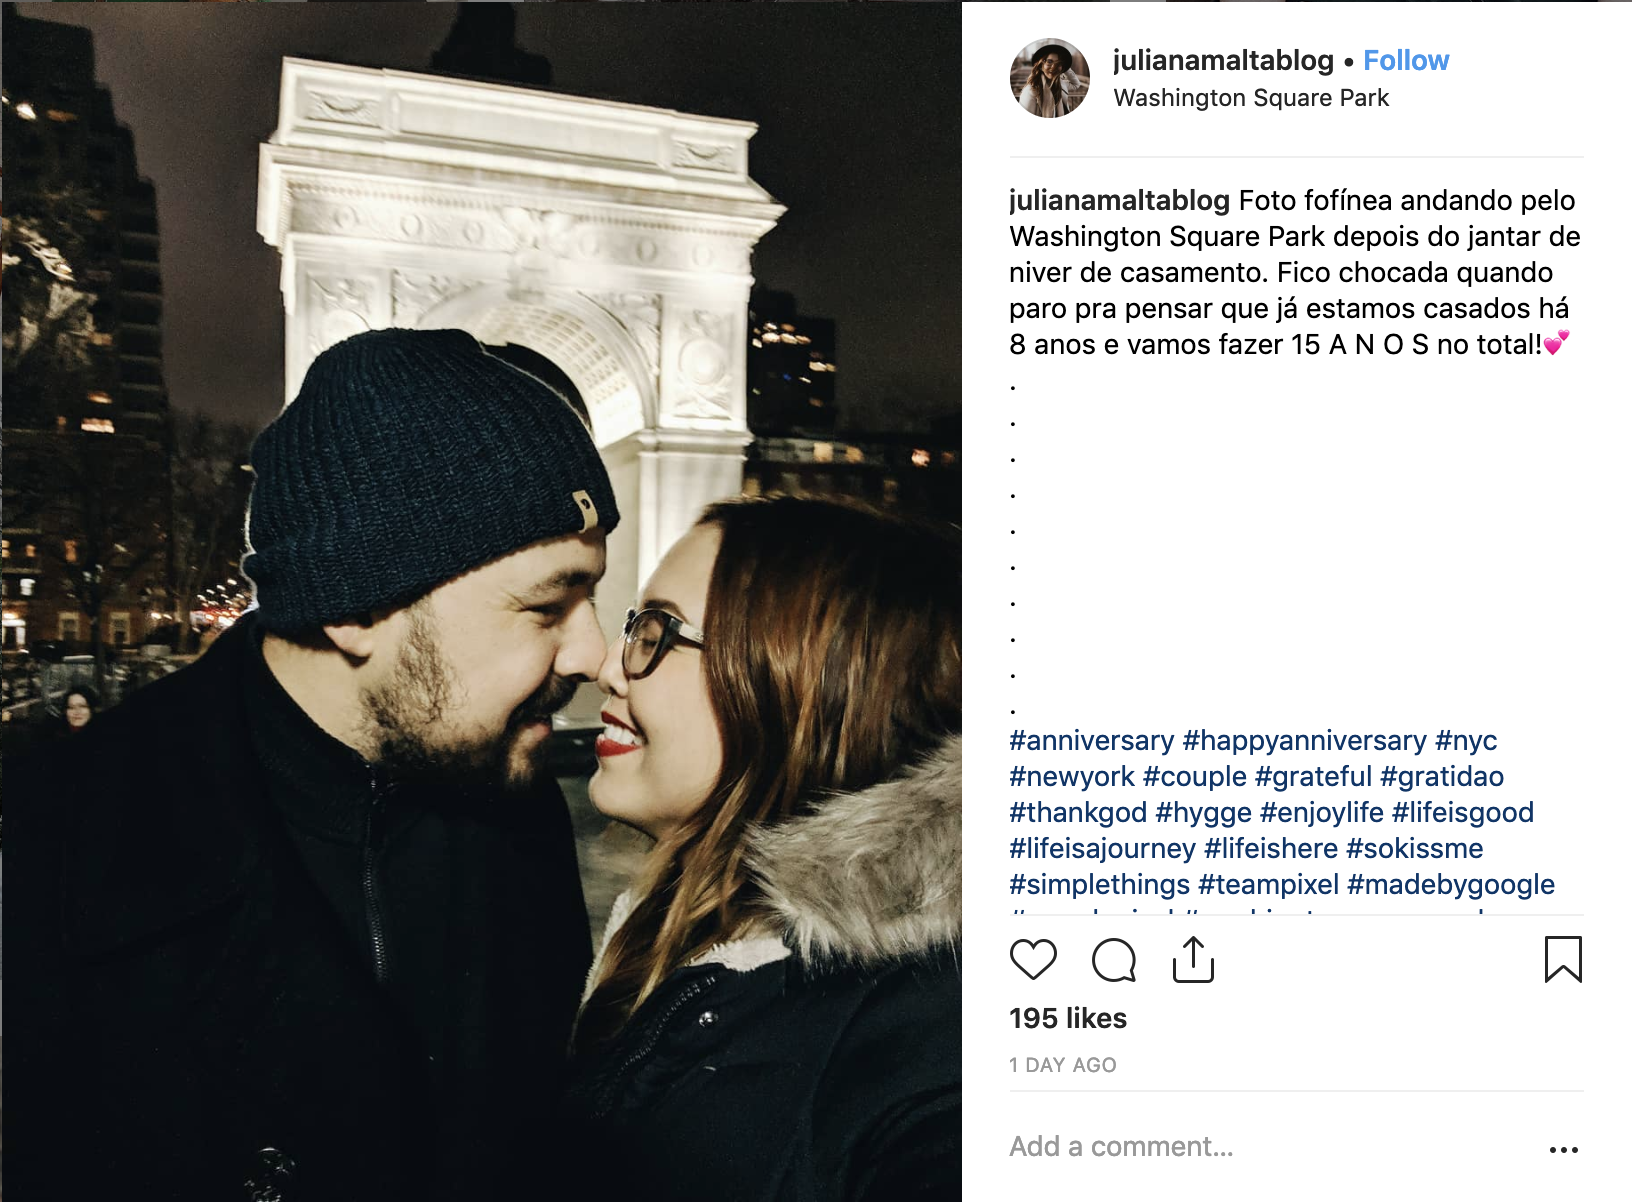 julianamaltablog • Follow
Washington Square Park
julianamaltablog Foto fofínea andando pelo
Washington Square Park depois do jantar de
niver de casamento. Fico chocada quando
paro pra pensar que já estamos casados há
8 anos e vamos fazer 15 A N O S no total!💕
.
.
.
.
.
.
.
.
.
.
#anniversary #happyanniversary #nyc
#newyork #couple #grateful #gratidao
#thankgod #hygge #enjoylife #lifeisgood
#lifeisajourney #lifeishere #sokissme
#simplethings #teampixel #madebygoogle
195 likes
1 DAY AGO
Add a comment...